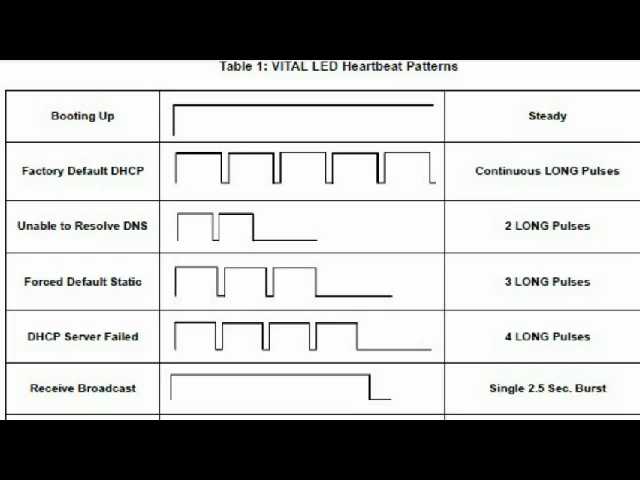 Table 1: VITAL LED Heartbeat Patterns
Booting Up Steady
Factory Default DHCP Continuous LONG Pulses
Unable to Resolve DNS 2 LONG Pulses
Forced Default Static 3 LONG Pulses
DHCP Server Failed 4 LONG Pulses
Receive Broadcast Single 2.5 Sec. Burst